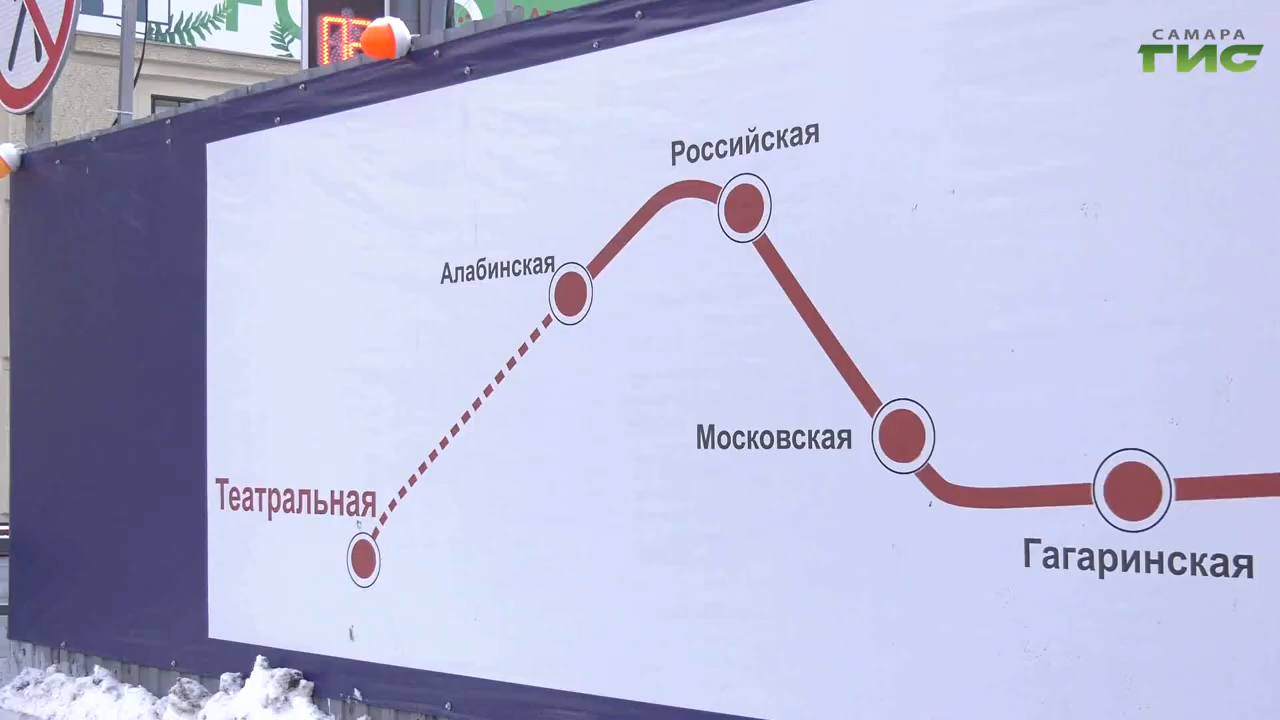 САМАРА
ГИС
Российская
Алабинская
Московская
Театральная
Гагаринская